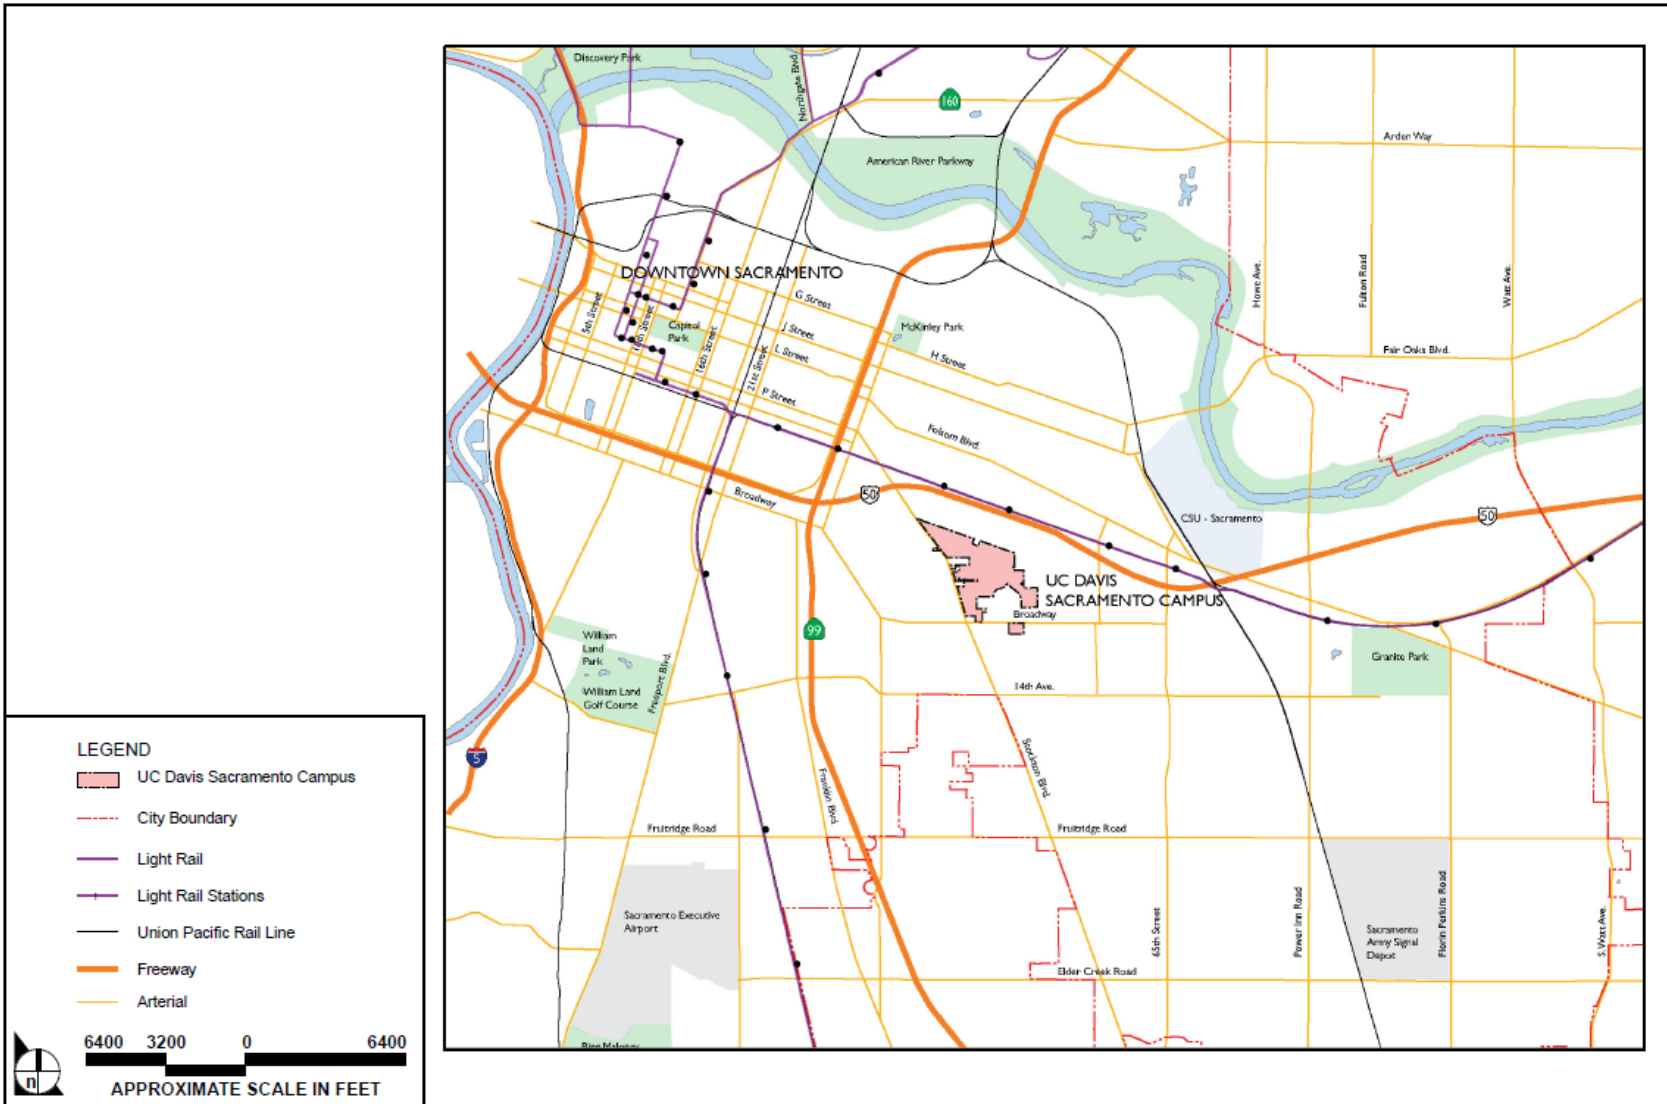 Discovery Park
Northgate Blvd.
160
Arden Way
American River Parkway
DOWNTOWN SACRAMENTO
Howe Ave.
Fulton Road
Watt Ave.
5th Street
10th Street
Capitol
Park
16th Street
21st Street
G Street
J Street
L Street
P Street
McKinley Park
H Street
Fair Oaks Blvd.
Folsom Blvd.
Broadway
50
CSU - Sacramento
50
UC DAVIS
SACRAMENTO CAMPUS
Broadway
99
William
Land
Park
William Land
Golf Course
Freeport Blvd.
Granite Park
14th Ave.
5
Franklin Blvd.
Stockton Blvd.
Fruitridge Road
Fruitridge Road
Sacramento Executive
Airport
65th Street
Power Inn Road
Sacramento
Army Signal
Depot
Florin Perkins Road
S. Watt Ave.
Elder Creek Road
LEGEND
UC Davis Sacramento Campus
City Boundary
Light Rail
Light Rail Stations
Union Pacific Rail Line
Freeway
Arterial
n
6400 3200 0 6400
APPROXIMATE SCALE IN FEET